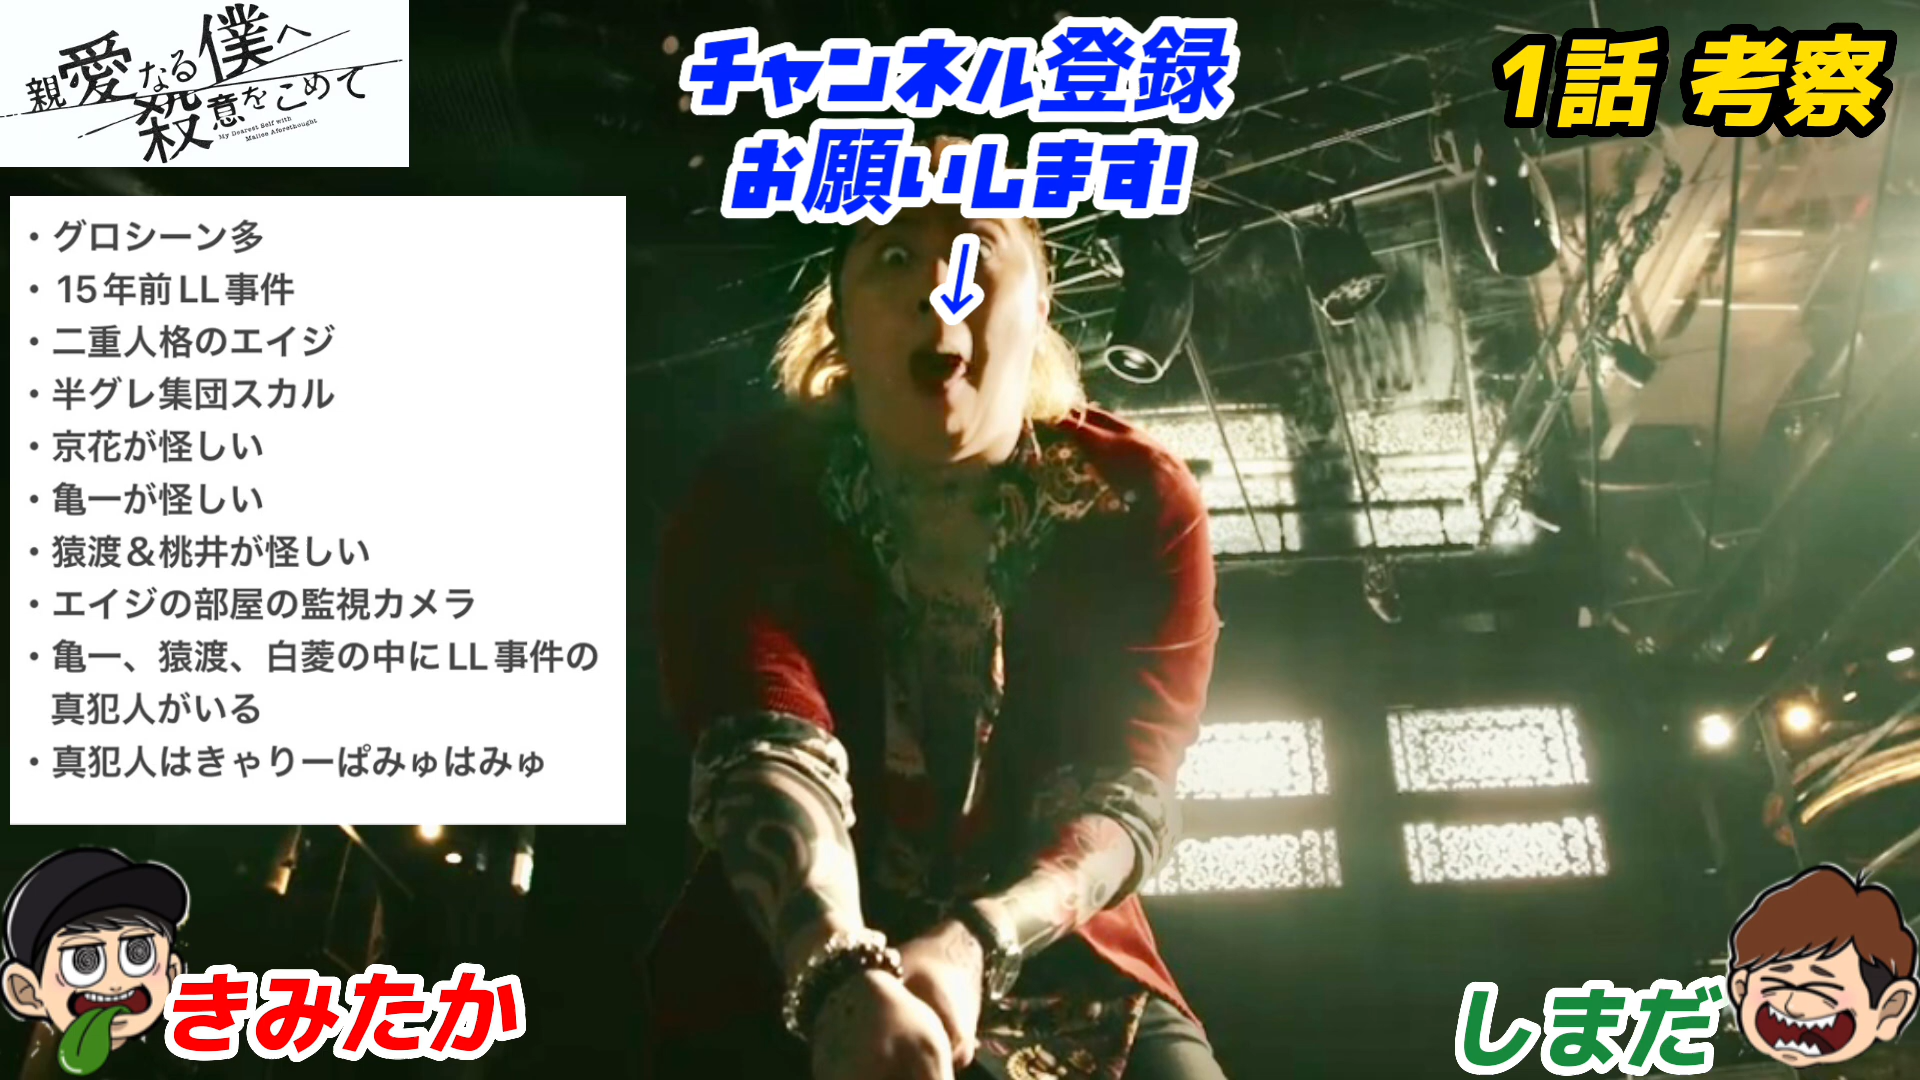 親愛なる僕へ
殺意をこめて
My Dearest Self with
Malice Aforethought
チャンネル登録
お願いします!
↓
1話 考察
・グロシーン多
・15年前LL事件
・二重人格のエイジ
・半グレ集団スカル
・京花が怪しい
・亀一が怪しい
・猿渡＆桃井が怪しい
・エイジの部屋の監視カメラ
・亀一、猿渡、白菱の中にLL事件の
真犯人がいる
・真犯人はきゃりーぱみゅはみゅ
きみたか
しまだ